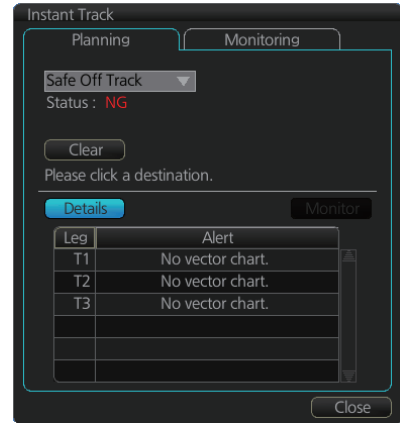 Instant Track
Planning Monitoring
Safe Off Track
Status : NG
Clear
Please click a destination.
Details Monitor
Leg Alert
T1 No vector chart.
T2 No vector chart.
T3 No vector chart.
Close